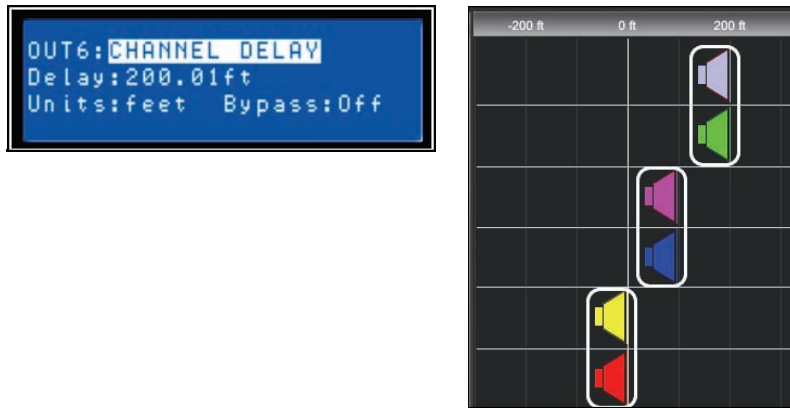 OUT6:CHANNEL DELAY
Delay:200.01ft
Units:feet Bypass:Off
-200 ft 0 ft 200 ft